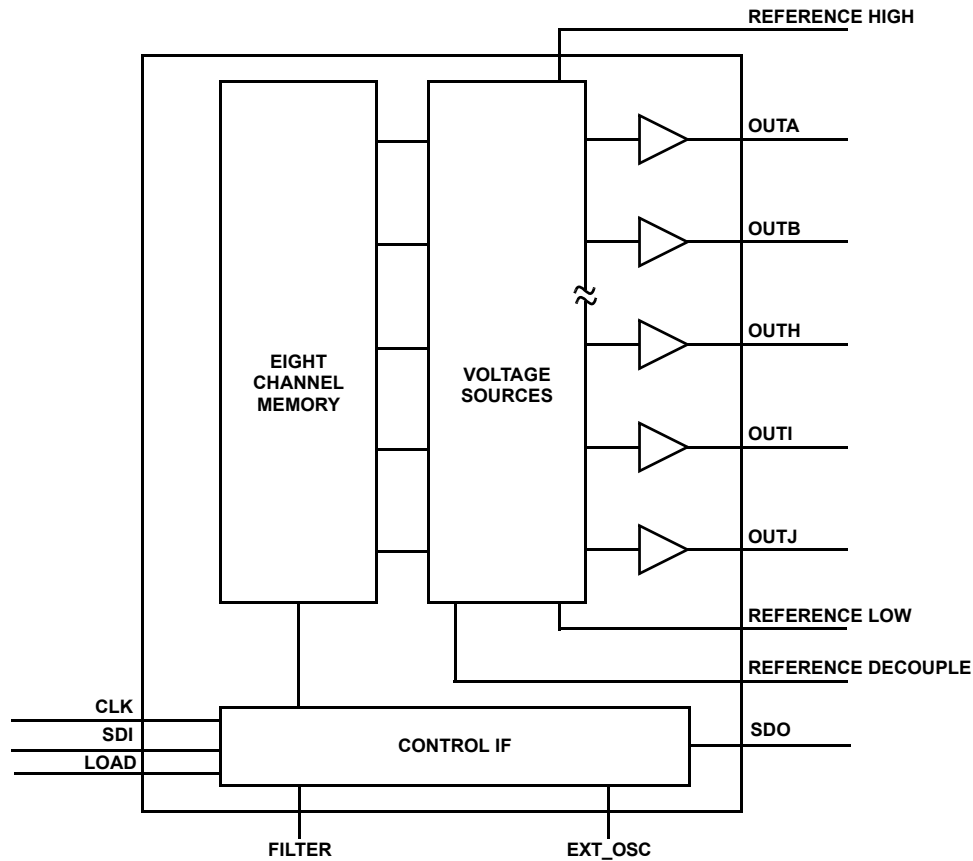 REFERENCE HIGH
OUTA
OUTB
OUTH
EIGHT
CHANNEL
MEMORY
VOLTAGE
SOURCES
OUTI
OUTJ
REFERENCE LOW
REFERENCE DECOUPLE
CLK
SDI
LOAD
CONTROL IF
SDO
FILTER
EXT_OSC